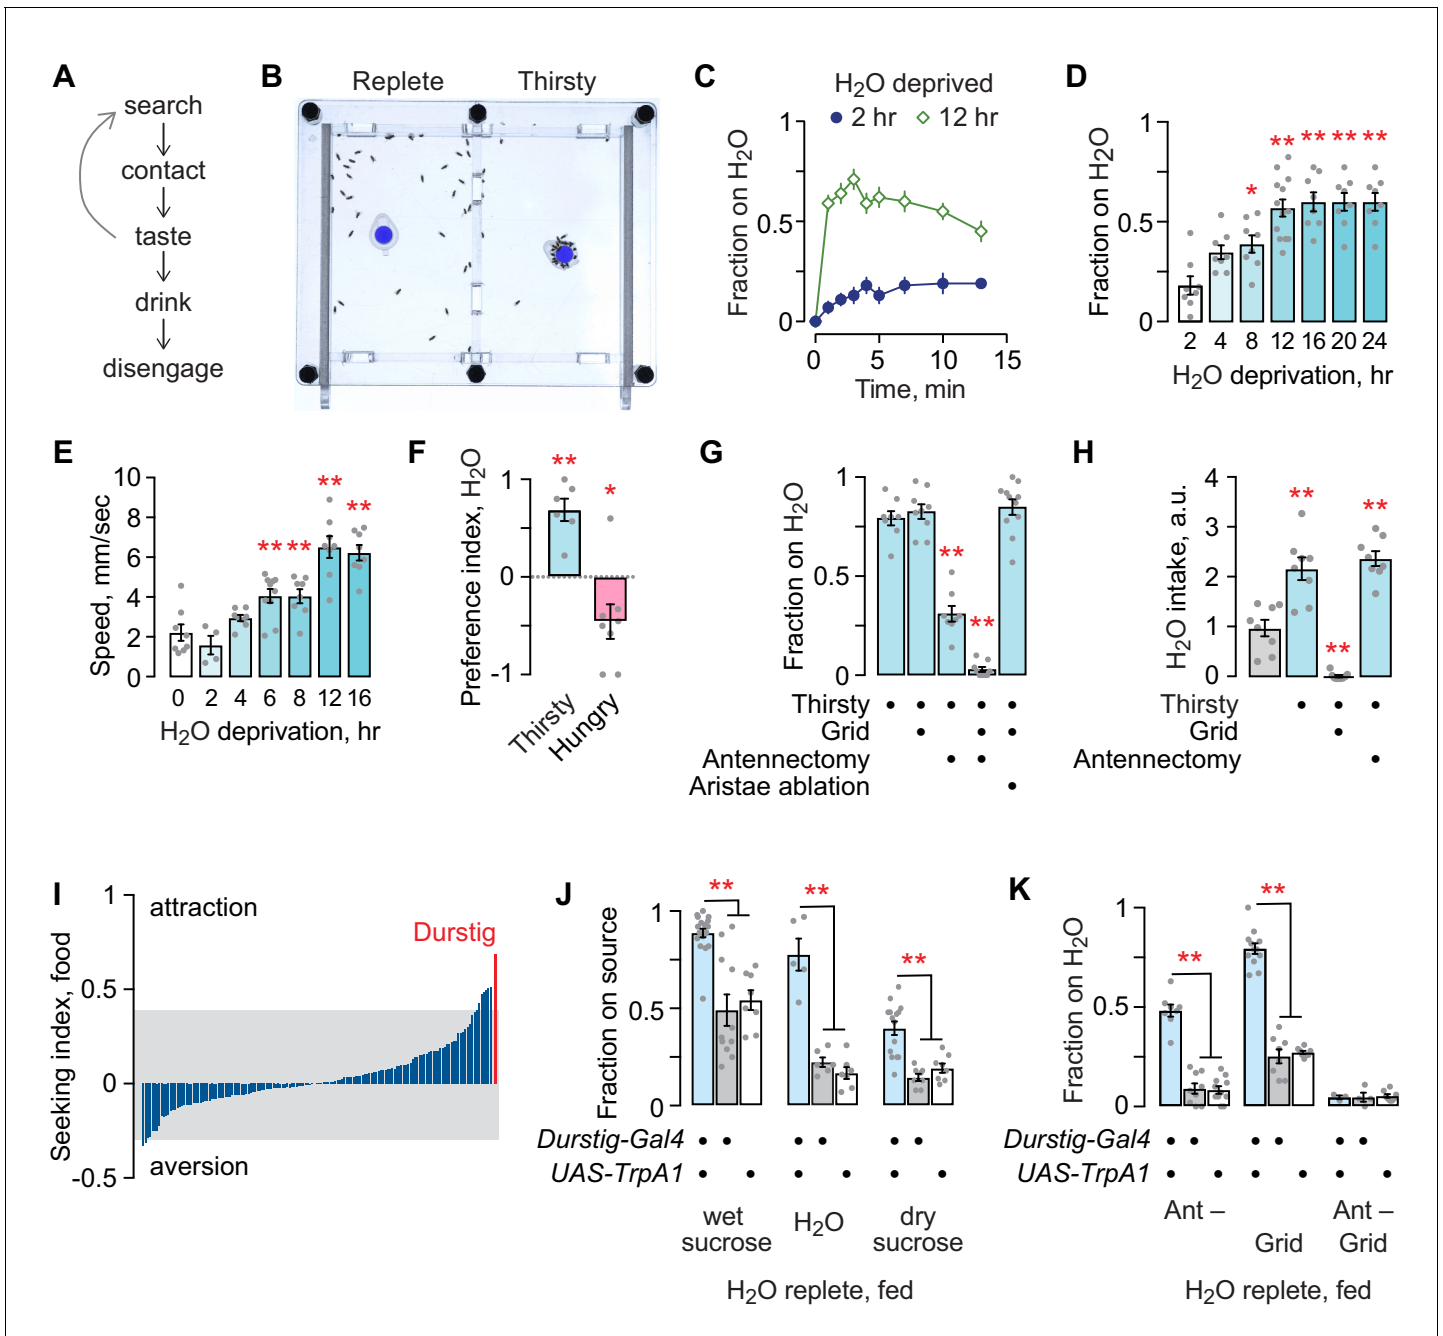 A
search
contact
taste
drink
disengage
B
Replete
Thirsty
C
H2O deprived
2 hr
12 hr
Fraction on H2O
1
0.5
0
0
5
10
15
Time, min
D
Fraction on H2O
1
0.5
0
*
**
**
**
**
2
4
8
12
16
20
24
H2O deprivation, hr
E
Speed, mm/sec
10
8
6
4
2
0
**
**
**
**
0
2
4
6
8
12
16
H2O deprivation, hr
F
Preference index, H2O
1
0
-1
**
*
Thirsty
Hungry
G
Fraction on H2O
1
0.5
0
**
**
Thirsty
Grid
Antennectomy
Aristae ablation
H
H2O intake, a.u.
4
3
2
1
0
**
**
**
Thirsty
Grid
Antennectomy
I
Seeking index, food
1
0.5
0
-0.5
attraction
Durstig
aversion
J
Fraction on source
1
0.5
0
**
**
**
Durstig-Gal4
UAS-TrpA1
wet
sucrose
H2O
dry
sucrose
H2O replete, fed
K
Fraction on H2O
1
0.5
0
**
**
Durstig-Gal4
UAS-TrpA1
Ant –
Grid
Ant –
Grid
H2O replete, fed